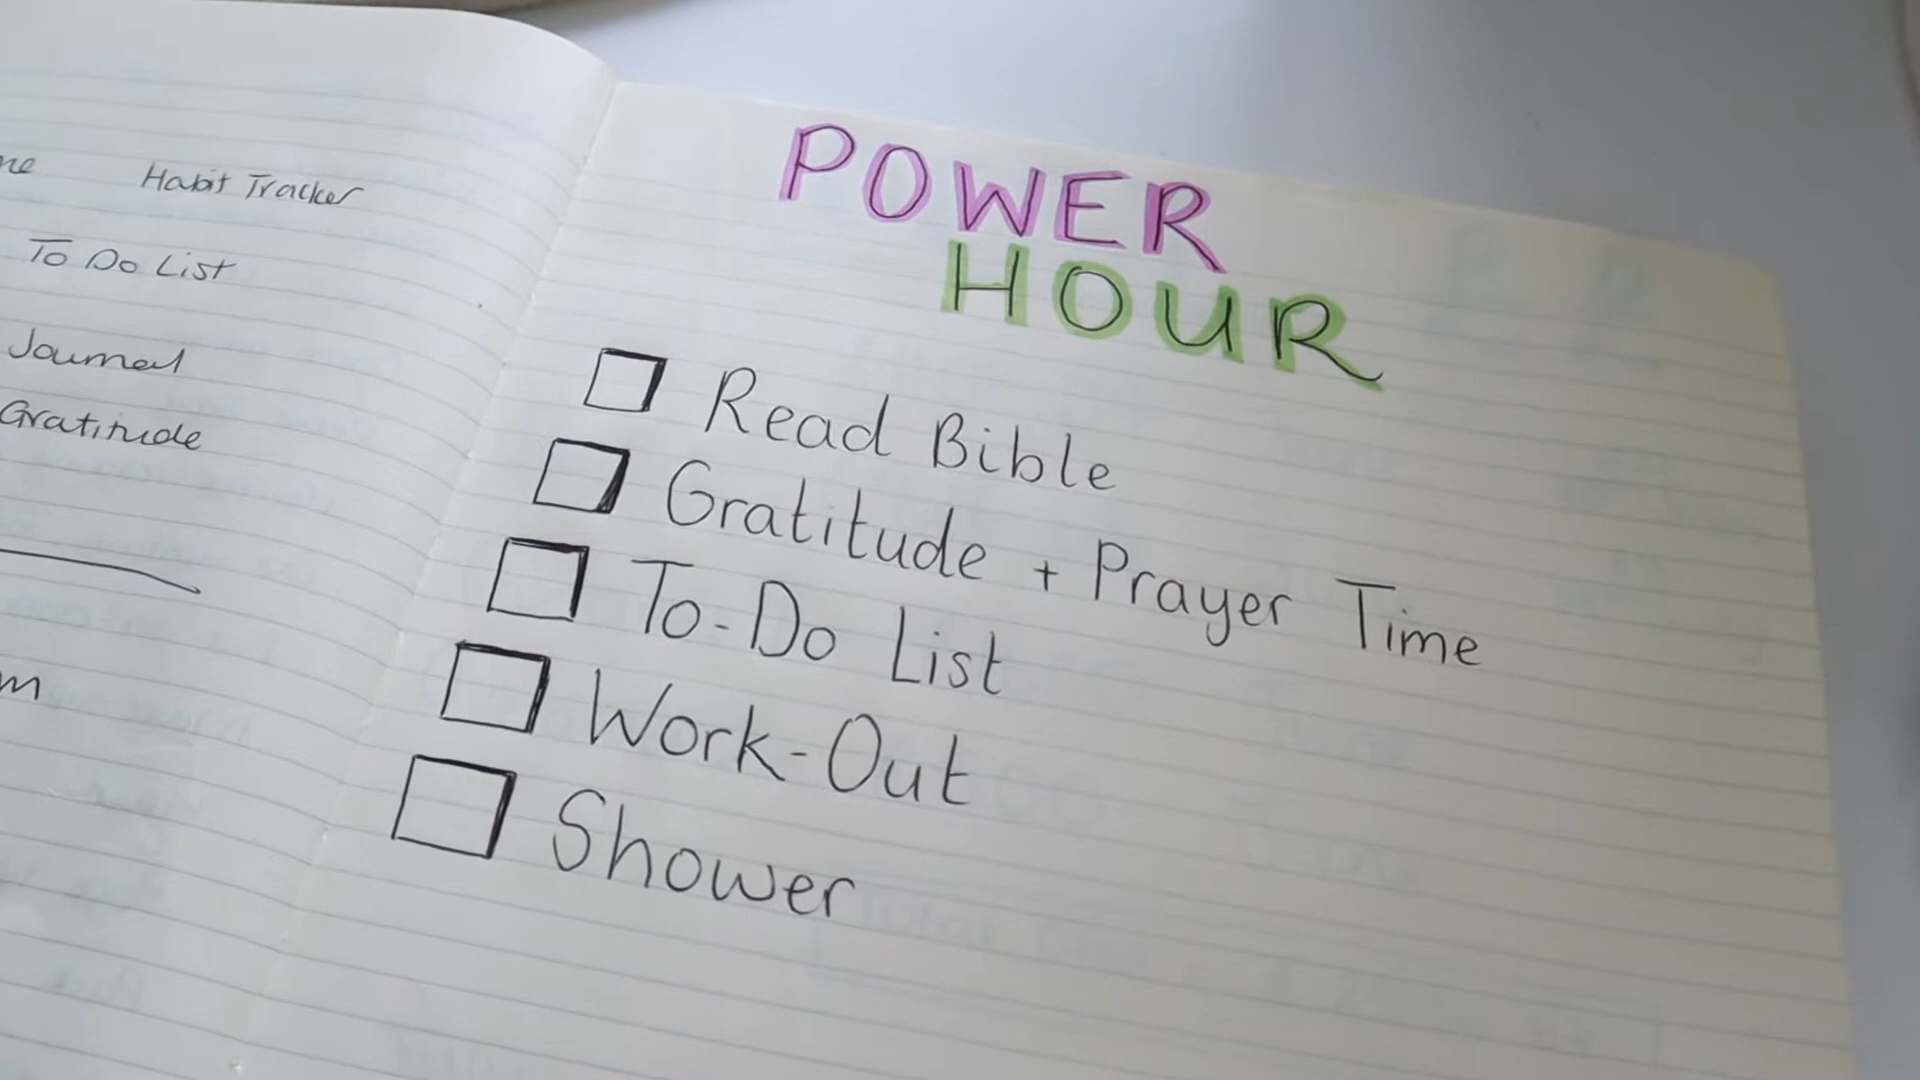 Habit Tracker
To Do List
Journal
Gratitude
POWER
HOUR
Read Bible
Gratitude + Prayer Time
To-Do List
Work-Out
Shower